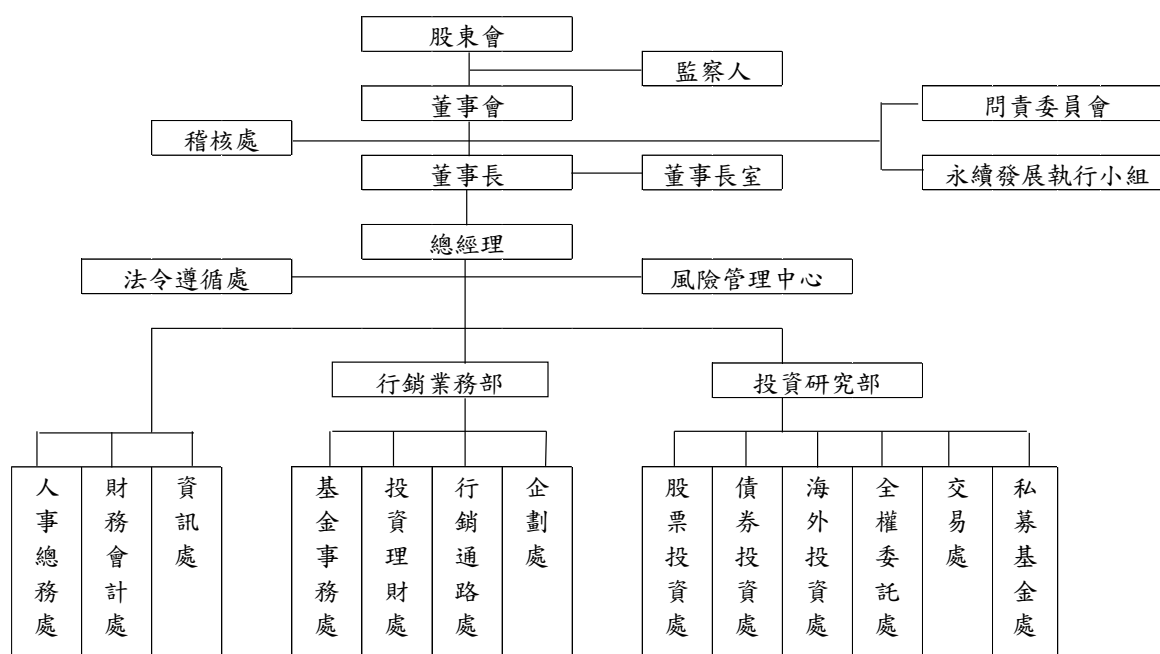 股東會
監察人
董事會
問責委員會
稽核處
董事長
董事長室
永續發展執行小組
總經理
法令遵循處
風險管理中心
行銷業務部
投資研究部
人事總務處
財務會計處
資訊處
基金事務處
投資理財處
行銷通路處
企劃處
股票投資處
債券投資處
海外投資處
全權委託處
交易處
私募基金處